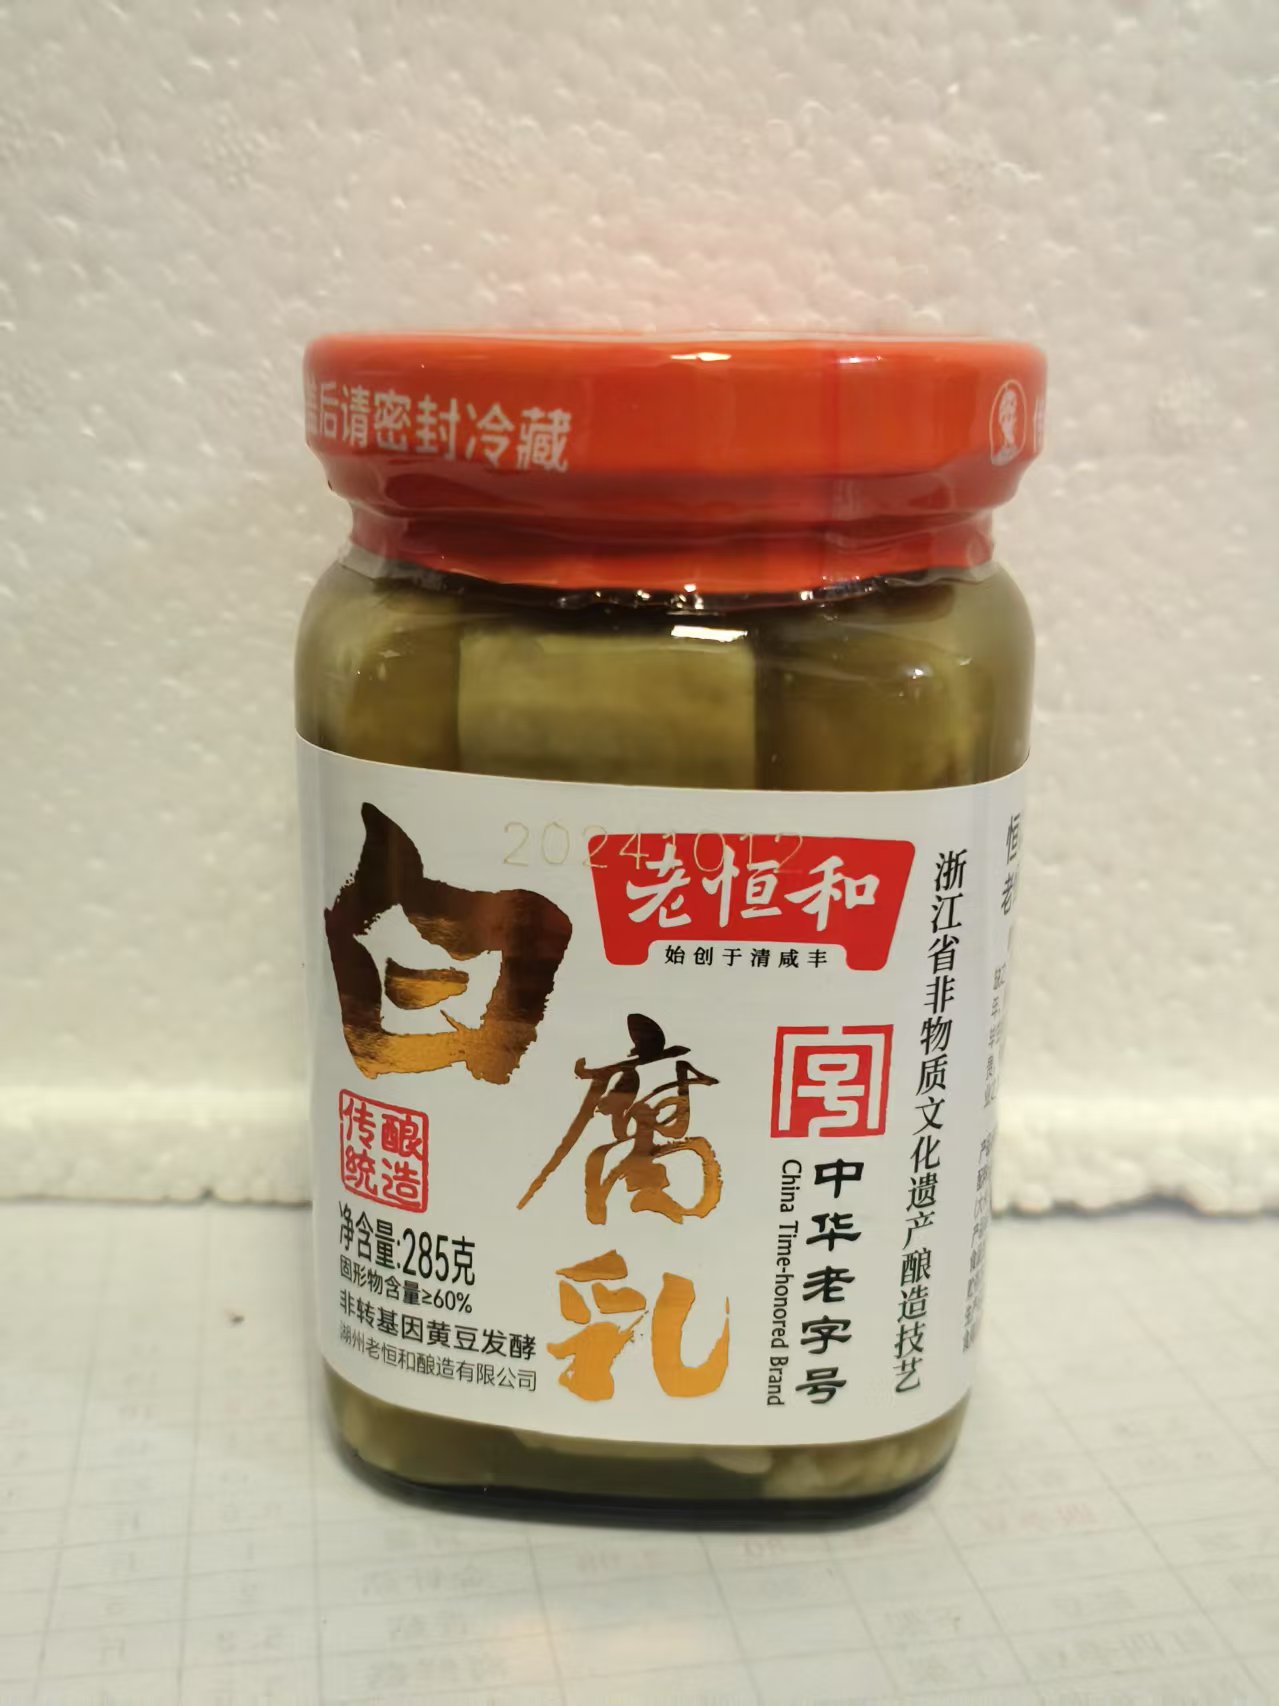 后请密封冷藏
20241012
老恒和
始创于清咸丰
白腐乳
传统酿造
净含量:285克
固形物含量≥60%
非转基因黄豆发酵
湖州老恒和酿造有限公司
号
中华老字号
China Time-honored Brand
浙江省非物质文化遗产酿造技艺